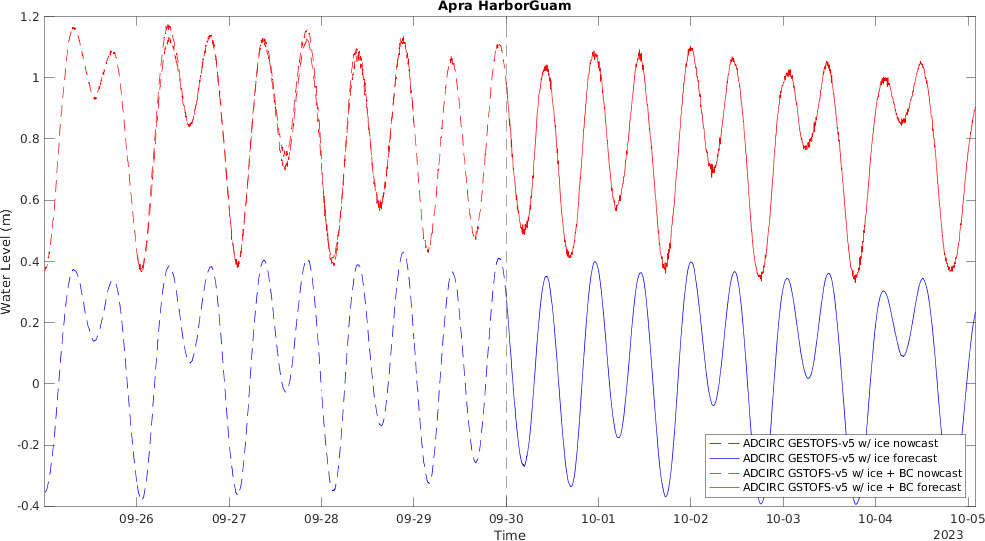 Apra HarborGuam
Water Level (m)
1.2
1
0.8
0.6
0.4
0.2
0
-0.2
-0.4
ADCIRC GESTOFS-v5 w/ ice nowcast
ADCIRC GESTOFS-v5 w/ ice forecast
ADCIRC GSTOFS-v5 w/ ice + BC nowcast
ADCIRC GSTOFS-v5 w/ ice + BC forecast
09-26 09-27 09-28 09-29 09-30 10-01 10-02 10-03 10-04 10-05
Time
2023